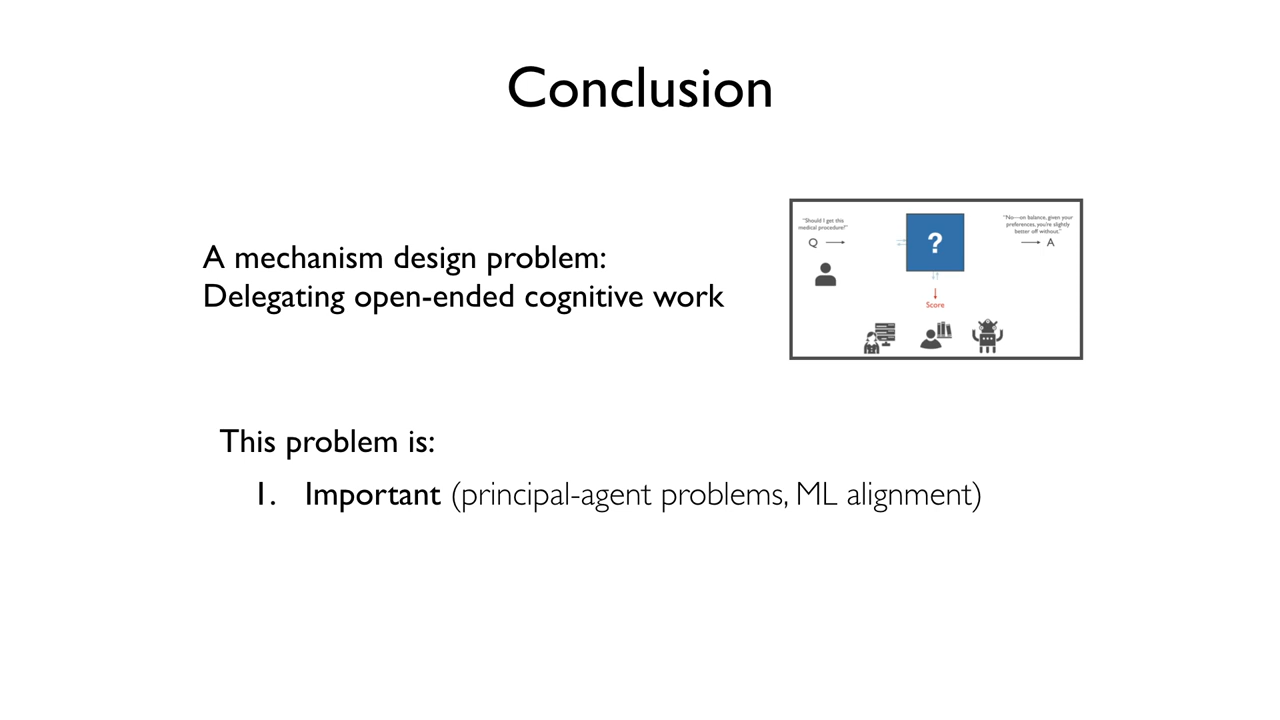 Conclusion
A mechanism design problem:
Delegating open-ended cognitive work
"Should I get this
medical procedure?"
Q
?
Score
"No—on balance, given your
preferences, you're slightly
better off without."
A
This problem is:
1. Important (principal-agent problems, ML alignment)